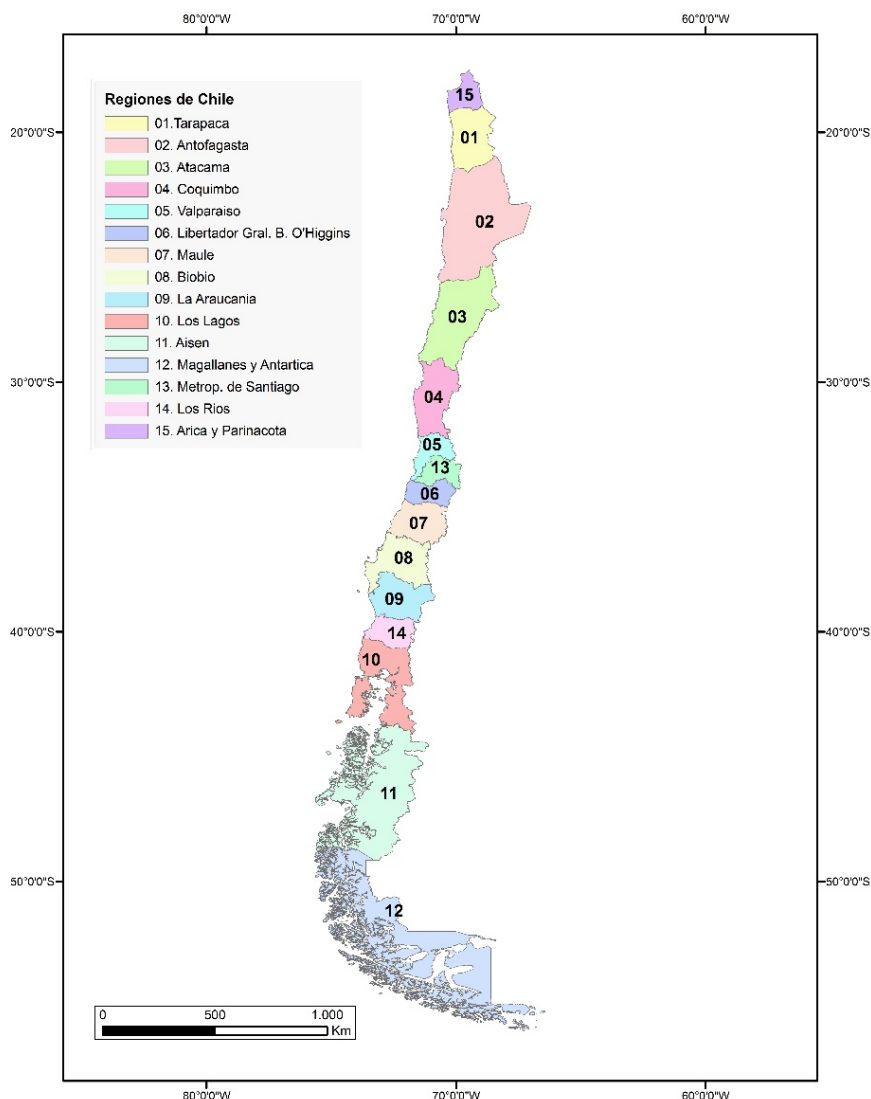 80°0'0"W 70°0'0"W 60°0'0"W
Regiones de Chile
01.Tarapaca
02. Antofagasta
03. Atacama
04. Coquimbo
05. Valparaiso
06. Libertador Gral. B. O'Higgins
07. Maule
08. Biobio
09. La Araucania
10. Los Lagos
11. Aisen
12. Magallanes y Antartica
13. Metrop. de Santiago
14. Los Rios
15. Arica y Parinacota
15
20°0'0"S 20°0'0"S
01
02
03
30°0'0"S 30°0'0"S
04
05
13
06
07
08
09
40°0'0"S 40°0'0"S
14
10
11
50°0'0"S 50°0'0"S
12
0 500 1.000
Km
80°0'0"W 70°0'0"W 60°0'0"W